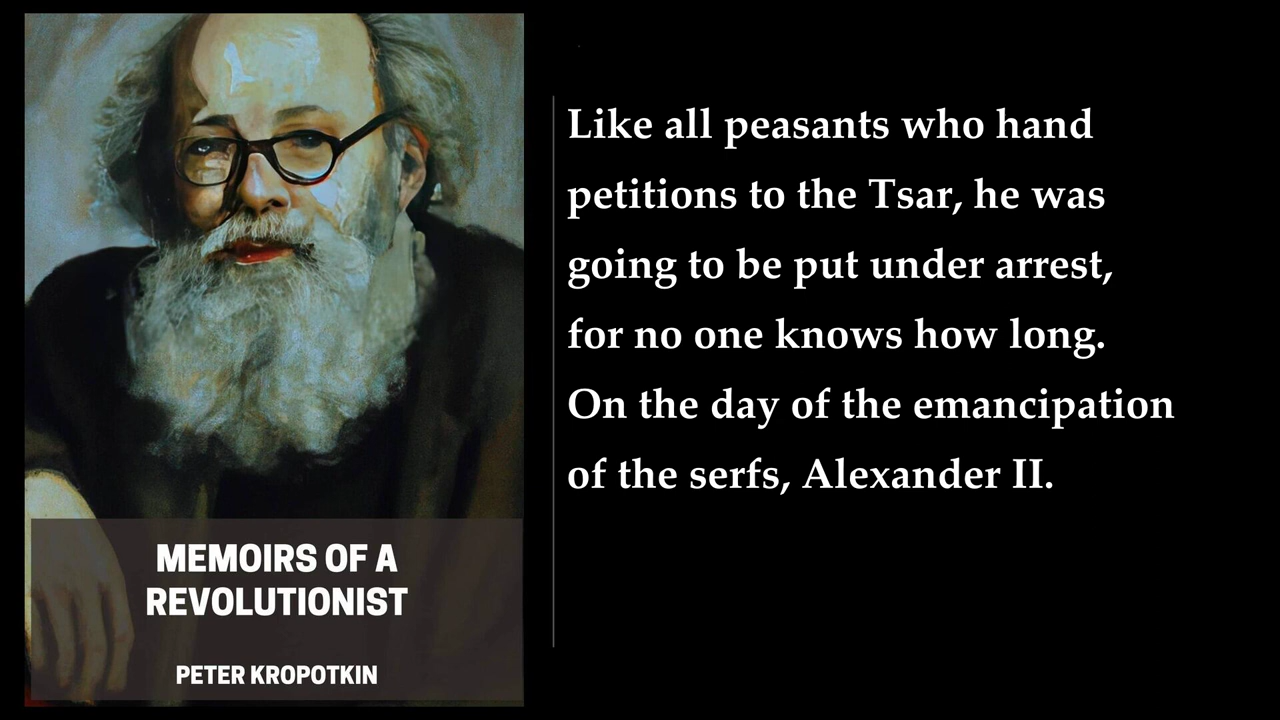 Like all peasants who hand
petitions to the Tsar, he was
going to be put under arrest,
for no one knows how long.
On the day of the emancipation
of the serfs, Alexander II.
MEMOIRS OF A
REVOLUTIONIST
PETER KROPOTKIN